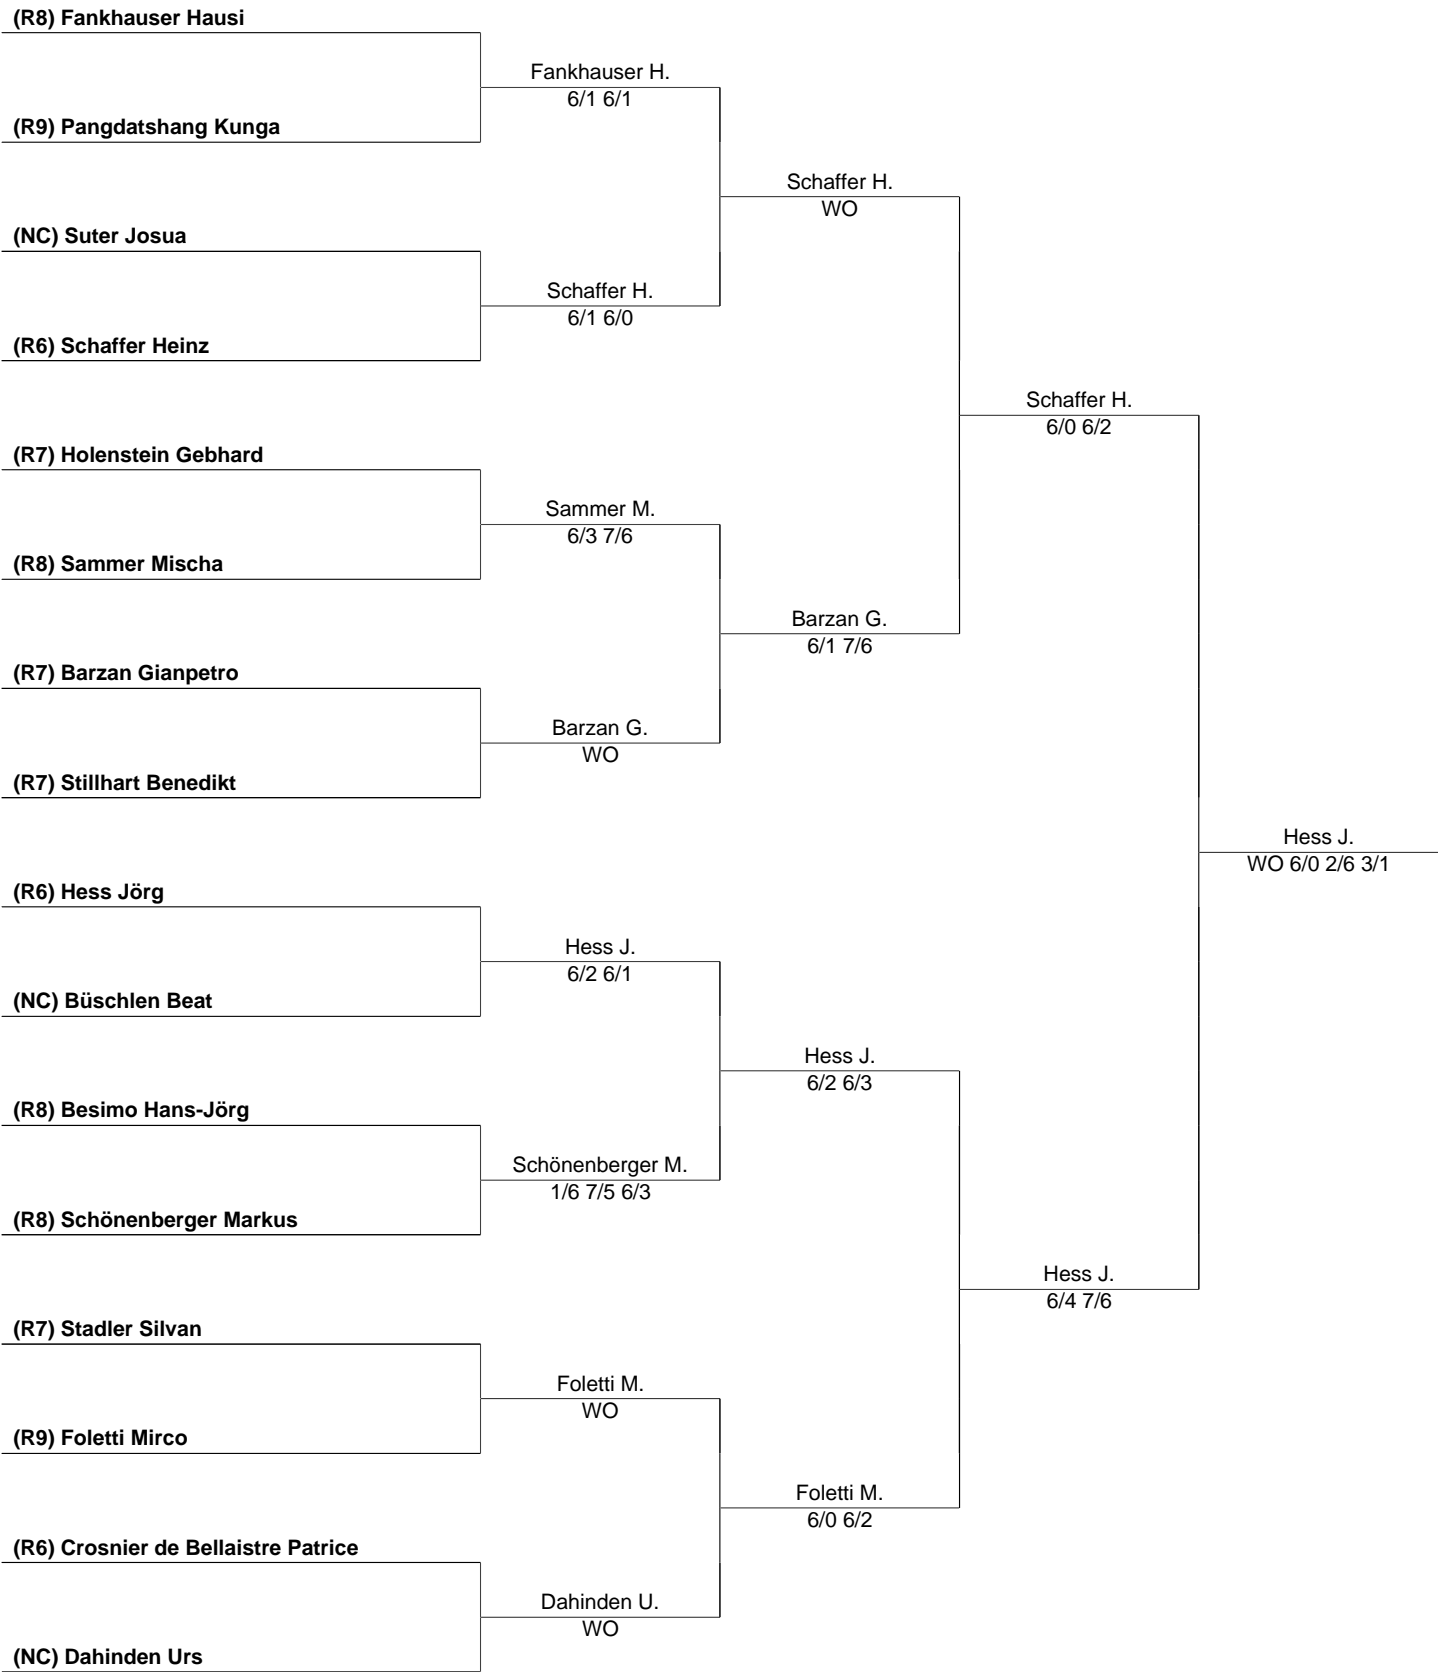 (R8) Fankhauser Hausi
Fankhauser H.
6/1 6/1
(R9) Pangdatshang Kunga
Schaffer H.
WO
(NC) Suter Josua
Schaffer H.
6/1 6/0
(R6) Schaffer Heinz
Schaffer H.
6/0 6/2
(R7) Holenstein Gebhard
Sammer M.
6/3 7/6
(R8) Sammer Mischa
Barzan G.
6/1 7/6
(R7) Barzan Gianpetro
Barzan G.
WO
(R7) Stillhart Benedikt
Hess J.
WO 6/0 2/6 3/1
(R6) Hess Jörg
Hess J.
6/2 6/1
(NC) Büschlen Beat
Hess J.
6/2 6/3
(R8) Besimo Hans-Jörg
Schönenberger M.
1/6 7/5 6/3
(R8) Schönenberger Markus
Hess J.
6/4 7/6
(R7) Stadler Silvan
Foletti M.
WO
(R9) Foletti Mirco
Foletti M.
6/0 6/2
(R6) Crosnier de Bellaistre Patrice
Dahinden U.
WO
(NC) Dahinden Urs